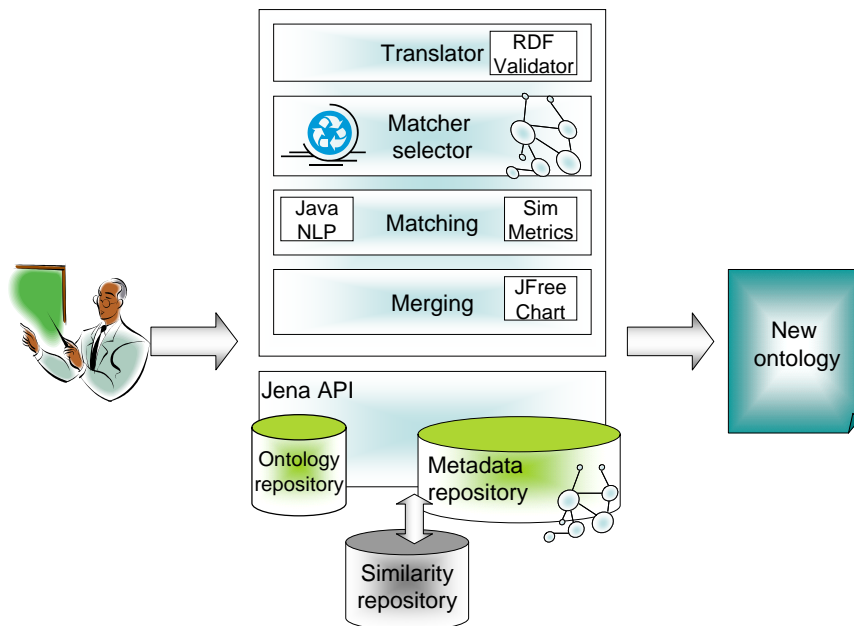 Translator
RDF
Validator
Matcher
selector
Java
NLP
Matching
Sim
Metrics
Merging
JFree
Chart
New
ontology
Jena API
Ontology
repository
Metadada
repository
Similarity
repository